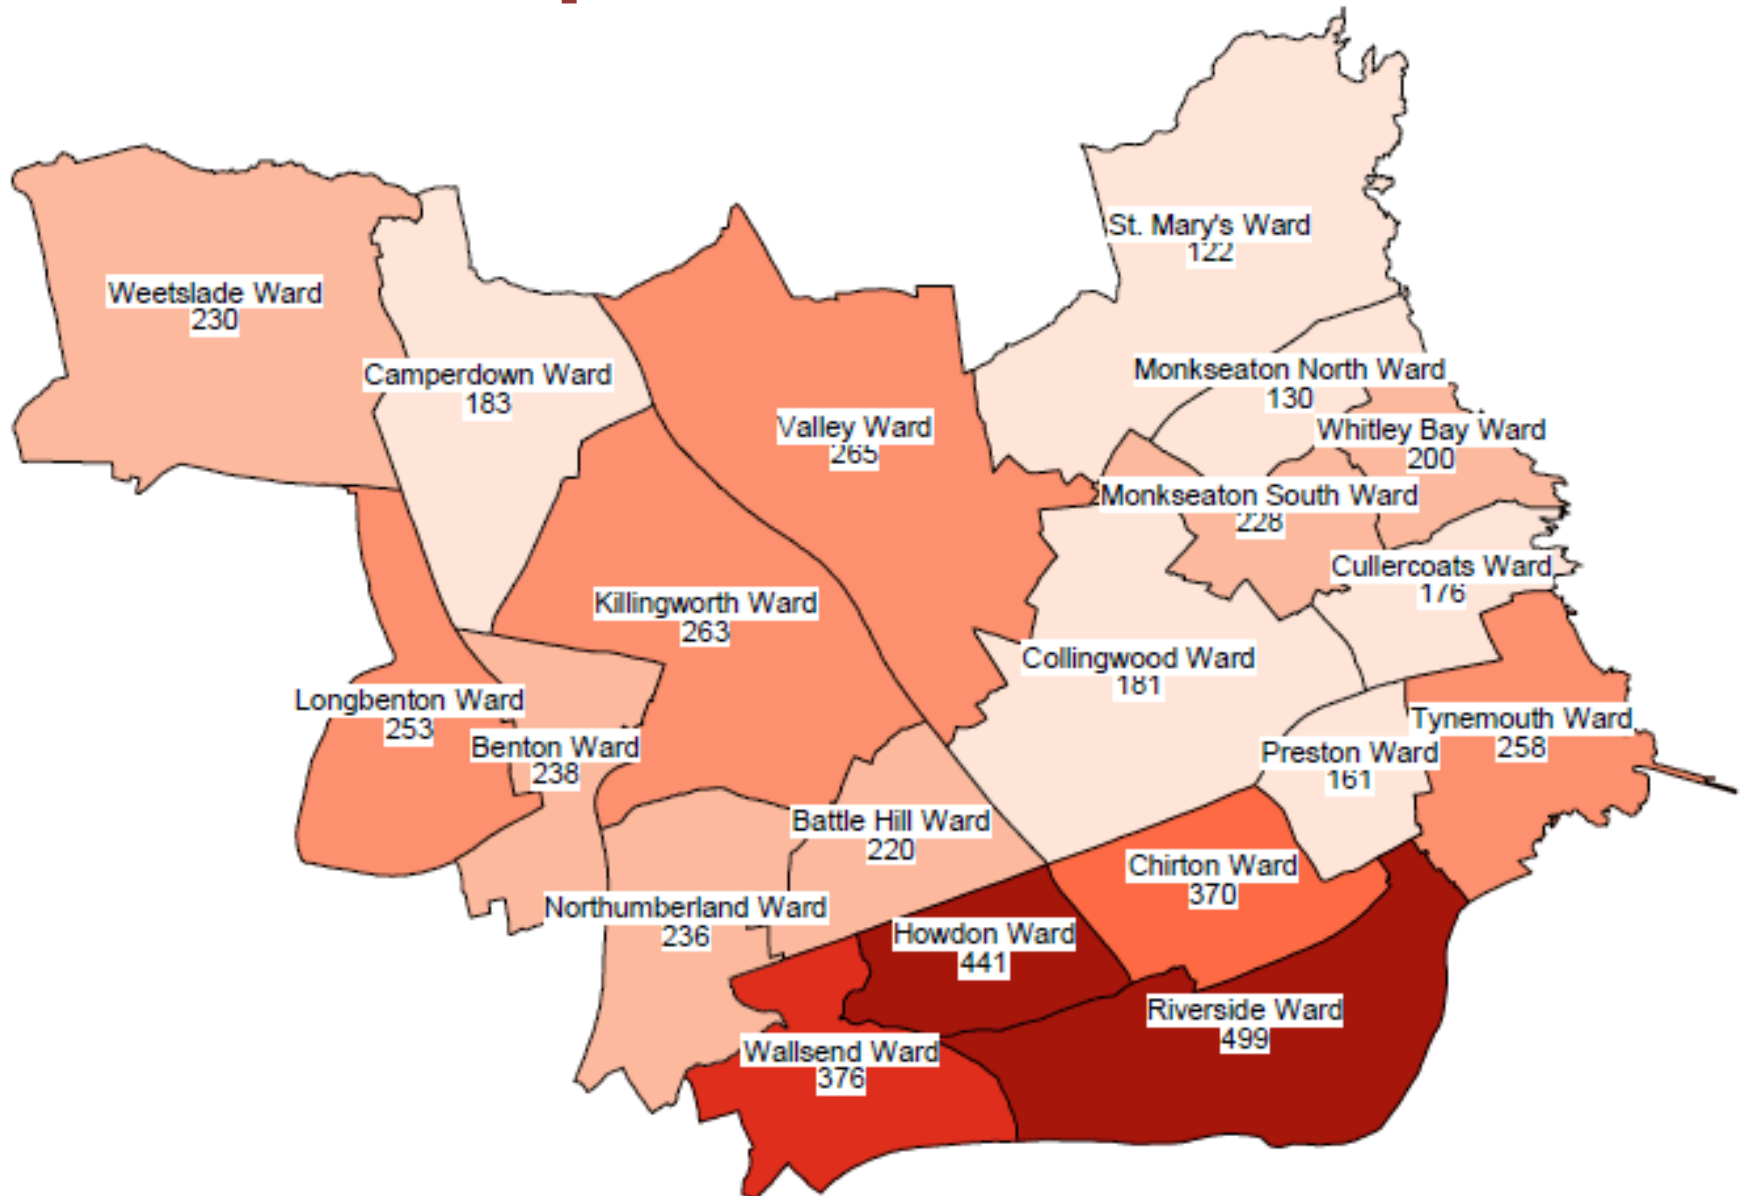 St. Mary's Ward
122
Weetslade Ward
230
Camperdown Ward
183
Monkseaton North Ward
130
Valley Ward
265
Whitley Bay Ward
200
Monkseaton South Ward
228
Cullercoats Ward
176
Killingworth Ward
263
Collingwood Ward
181
Longbenton Ward
253
Tynemouth Ward
258
Benton Ward
238
Preston Ward
161
Battle Hill Ward
220
Chirton Ward
370
Northumberland Ward
236
Howdon Ward
441
Riverside Ward
499
Wallsend Ward
376